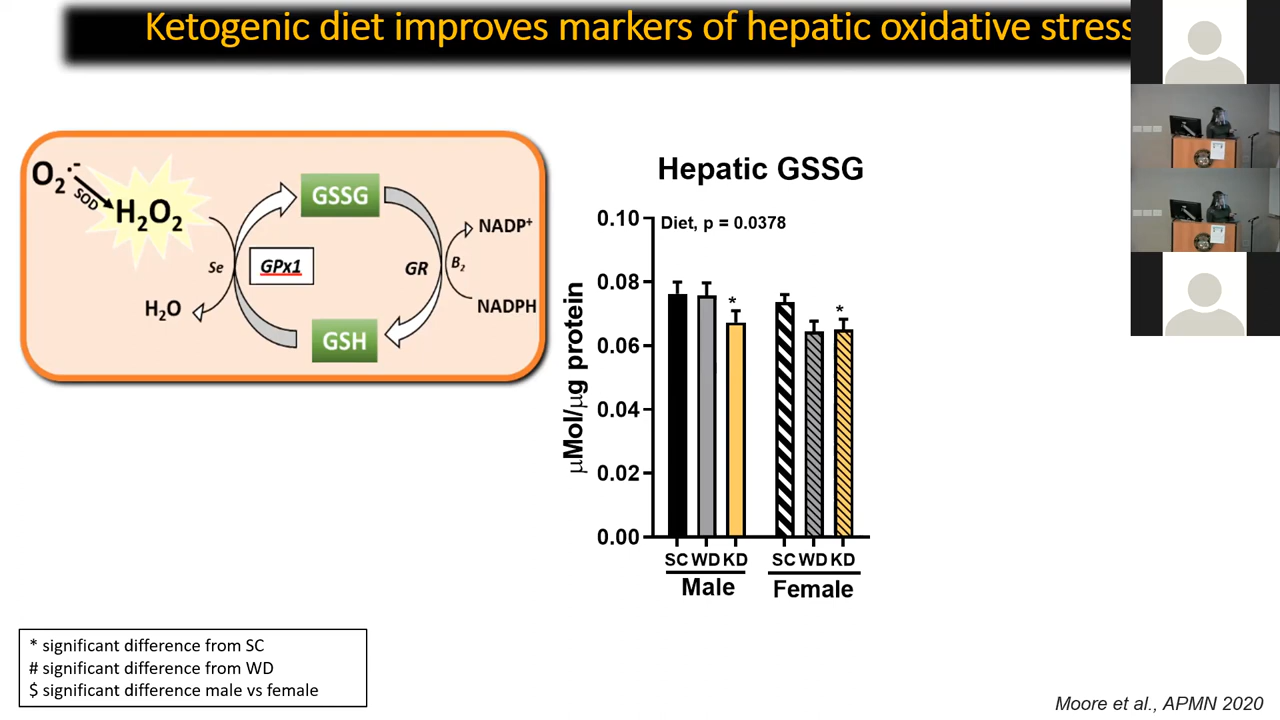 Ketogenic diet improves markers of hepatic oxidative stress
O₂·⁻
SOD
H₂O₂
GSSG
NADP⁺
Se
GPx1
GR
B₂
H₂O
NADPH
GSH
Hepatic GSSG
Diet, p = 0.0378
µMol/µg protein
0.10
0.08
0.06
0.04
0.02
0.00
*
*
SC WD KD SC WD KD
Male Female
* significant difference from SC
# significant difference from WD
$ significant difference male vs female
Moore et al., APMN 2020